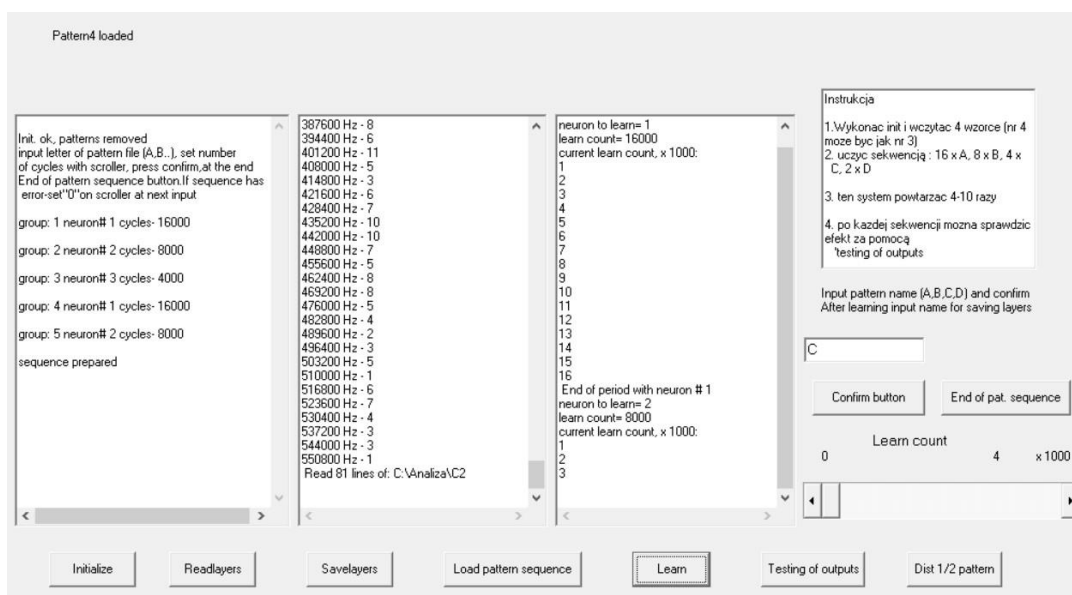 Pattern4 loaded
Init. ok, patterns removed
input letter of pattern file (A,B..), set number
of cycles with scroller, press confirm,at the end
End of pattern sequence button.If sequence has
error-set"0"on scroller at next input
group: 1 neuron# 1 cycles- 16000
group: 2 neuron# 2 cycles- 8000
group: 3 neuron# 3 cycles- 4000
group: 4 neuron# 1 cycles- 16000
group: 5 neuron# 2 cycles- 8000
sequence prepared
387600 Hz - 8
394400 Hz - 6
401200 Hz - 11
408000 Hz - 5
414800 Hz - 3
421600 Hz - 6
428400 Hz - 7
435200 Hz - 10
442000 Hz - 10
448800 Hz - 7
455600 Hz - 5
462400 Hz - 8
469200 Hz - 8
476000 Hz - 5
482800 Hz - 4
489600 Hz - 2
496400 Hz - 3
503200 Hz - 5
510000 Hz - 1
516800 Hz - 6
523600 Hz - 7
530400 Hz - 4
537200 Hz - 3
544000 Hz - 3
550800 Hz - 1
Read 81 lines of: C:\Analiza\C2
neuron to learn= 1
learn count= 16000
current learn count, x 1000:
1
2
3
4
5
6
7
8
9
10
11
12
13
14
15
16
End of period with neuron # 1
neuron to learn= 2
learn count= 8000
current learn count, x 1000:
1
2
3
Instrukcja
1.Wykonac init i wczytac 4 wzorce (nr 4
moze byc jak nr 3)
2. uczyc sekwencją : 16 x A, 8 x B, 4 x
C, 2 x D
3. ten system powtarzac 4-10 razy
4. po kazdej sekwencji mozna sprawdzic
efekt za pomocą
'testing of outputs
Input pattern name (A,B,C,D) and confirm
After learning input name for saving layers
C
Confirm button
End of pat. sequence
Learn count
0 4 x 1000
Initialize
Readlayers
Savelayers
Load pattern sequence
Learn
Testing of outputs
Dist 1/2 pattern